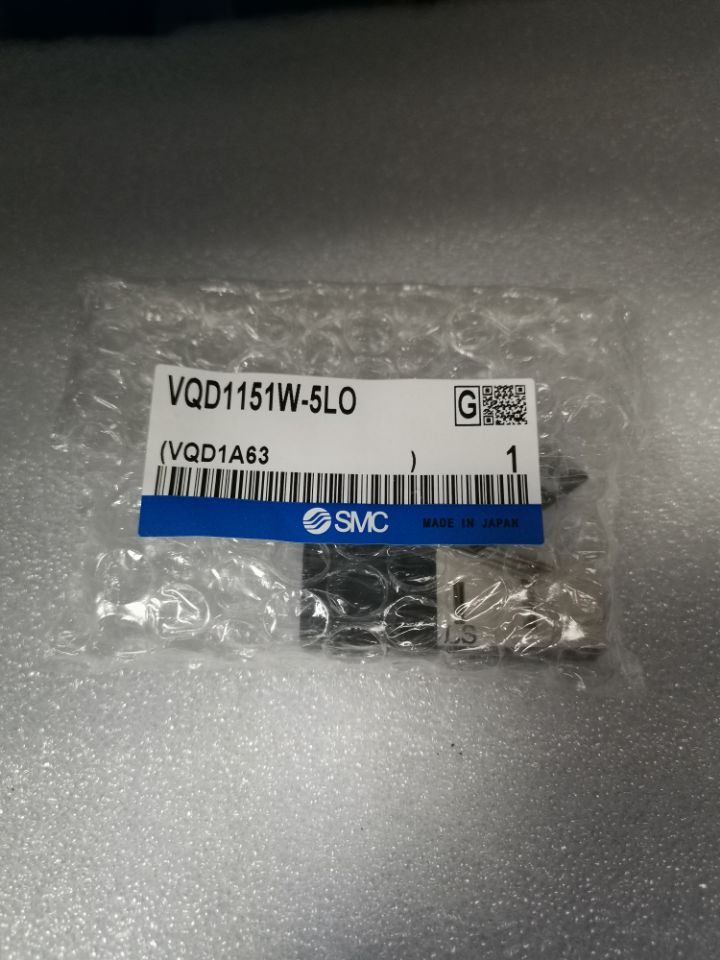 VQD1151W-5LO
G
(VQD1A63 )
1
SMC
MADE IN JAPAN